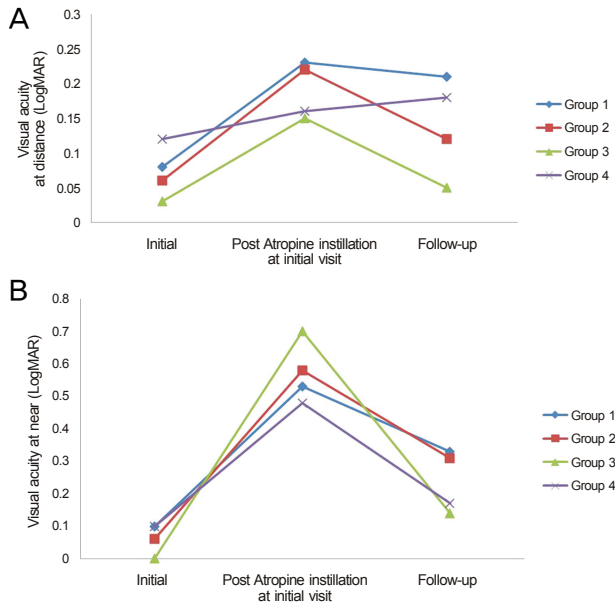 A
Visual acuity
at distance (LogMAR)
0.3
0.25
0.2
0.15
0.1
0.05
0
Initial
Post Atropine instillation
at initial visit
Follow-up
Group 1
Group 2
Group 3
Group 4
B
Visual acuity at near (LogMAR)
0.8
0.7
0.6
0.5
0.4
0.3
0.2
0.1
0
Initial
Post Atropine instillation
at initial visit
Follow-up
Group 1
Group 2
Group 3
Group 4